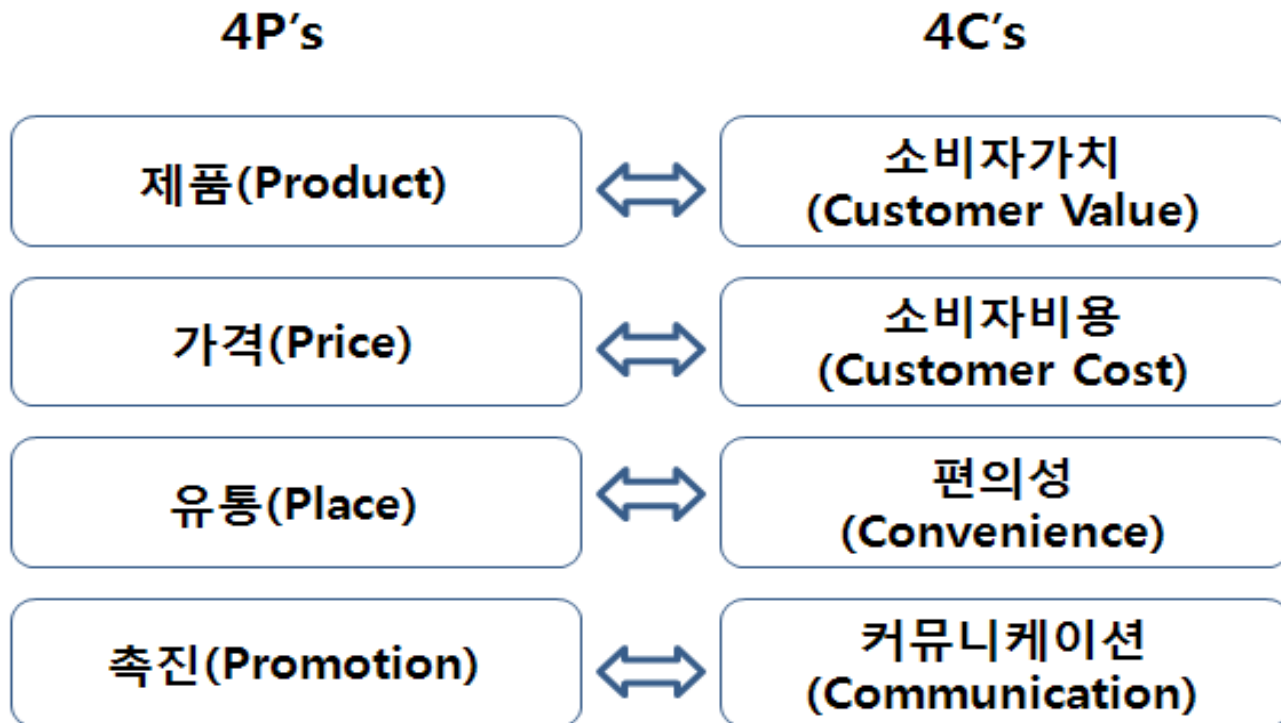 4P's
4C's
제품(Product)
소비자가치
(Customer Value)
가격(Price)
소비자비용
(Customer Cost)
유통(Place)
편의성
(Convenience)
촉진(Promotion)
커뮤니케이션
(Communication)